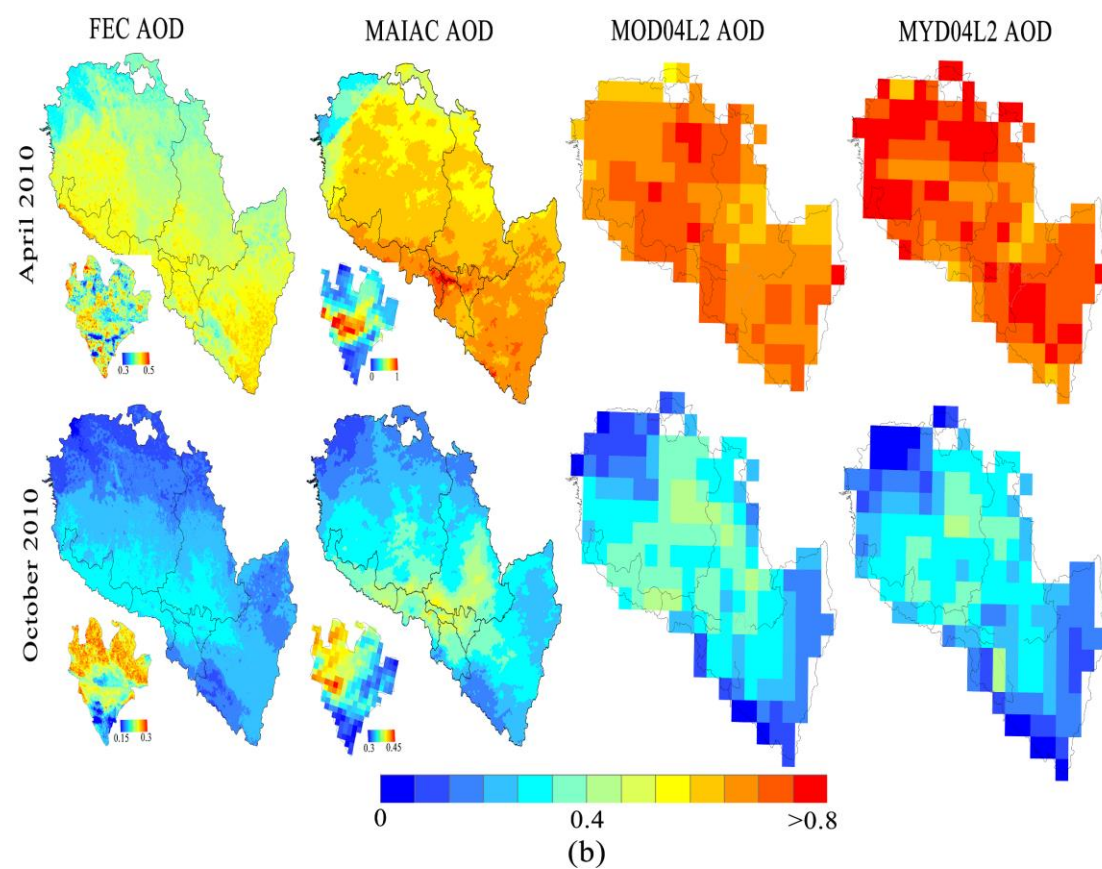 FEC AOD
MAIAC AOD
MOD04L2 AOD
MYD04L2 AOD
April 2010
0.3 0.5
0 1
October 2010
0.15 0.3
0.3 0.45
0 0.4 >0.8
(b)